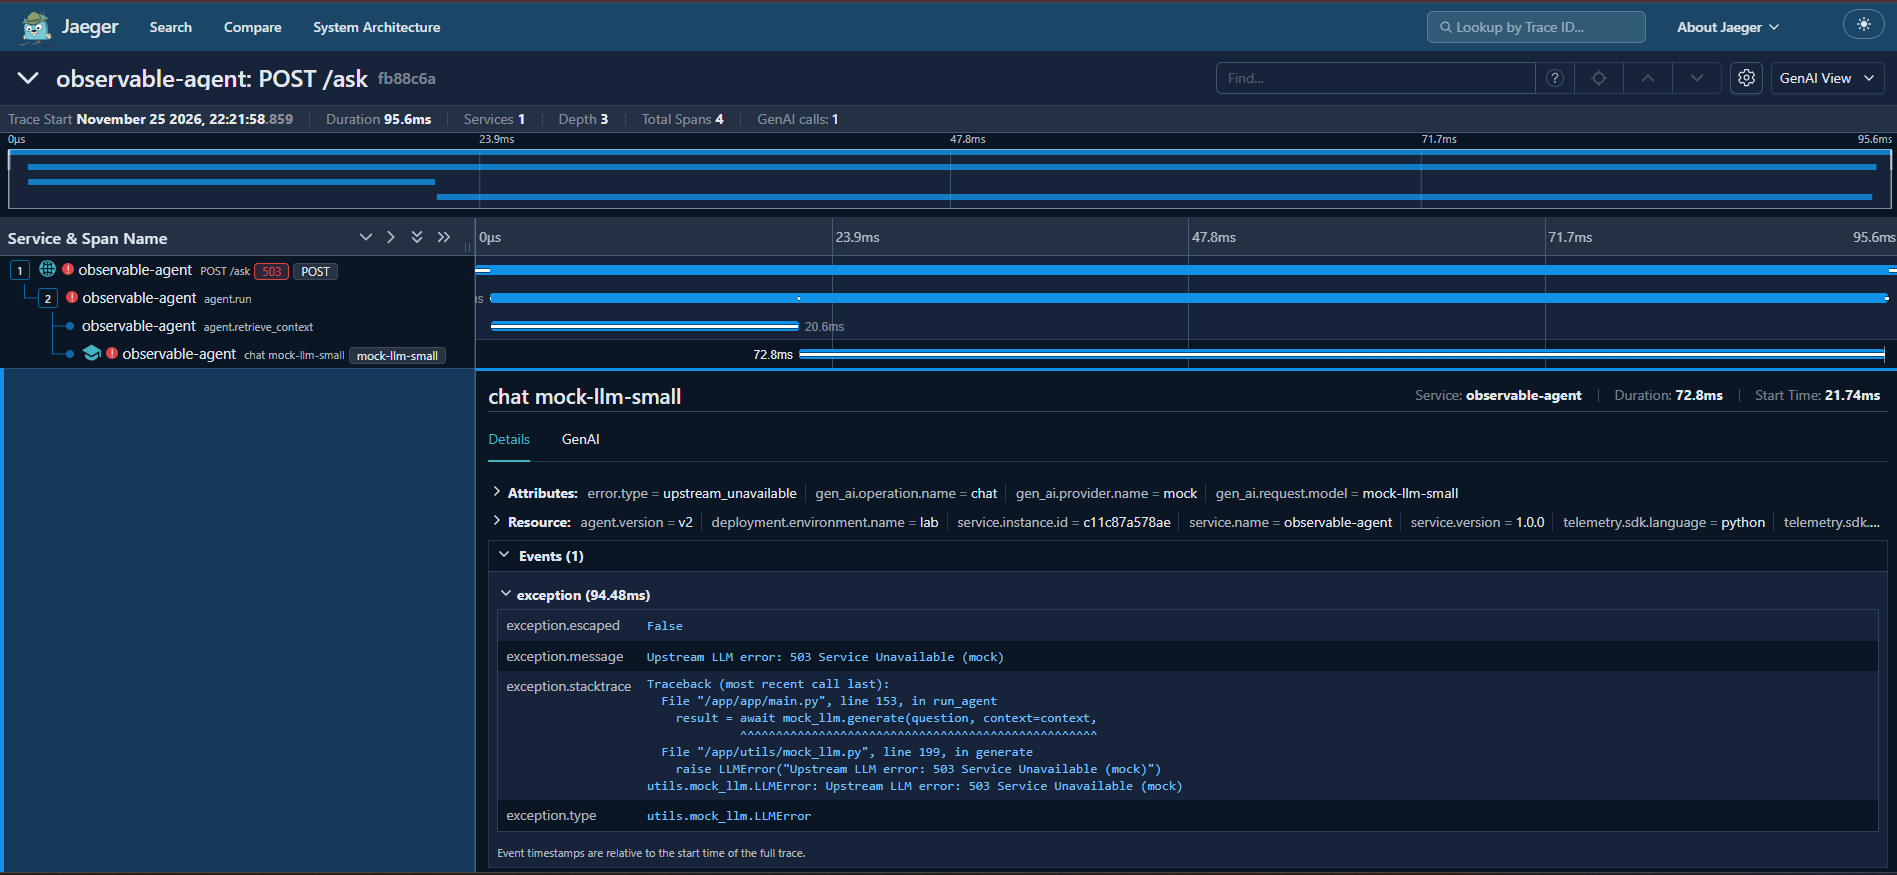 Jaeger Search Compare System Architecture Lookup by Trace ID... About Jaeger
observable-agent: POST /ask fb88c6a Find... ? GenAI View
Trace Start November 25 2026, 22:21:58.859 Duration 95.6ms Services 1 Depth 3 Total Spans 4 GenAI calls: 1
0μs 23.9ms 47.8ms 71.7ms 95.6ms
Service & Span Name 0μs 23.9ms 47.8ms 71.7ms 95.6ms
1 observable-agent POST /ask 503 POST
2 observable-agent agent.run
observable-agent agent.retrieve_context 20.6ms
observable-agent chat mock-llm-small mock-llm-small 72.8ms
chat mock-llm-small Service: observable-agent Duration: 72.8ms Start Time: 21.74ms
Details GenAI
Attributes: error.type = upstream_unavailable gen_ai.operation.name = chat gen_ai.provider.name = mock gen_ai.request.model = mock-llm-small
Resource: agent.version = v2 deployment.environment.name = lab service.instance.id = c11c87a578ae service.name = observable-agent service.version = 1.0.0 telemetry.sdk.language = python telemetry.sdk....
Events (1)
exception (94.48ms)
exception.escaped False
exception.message Upstream LLM error: 503 Service Unavailable (mock)
exception.stacktrace Traceback (most recent call last):
File "/app/app/main.py", line 153, in run_agent
result = await mock_llm.generate(question, context=context,
^^^^^^^^^^^^^^^^^^^^^^^^^^^^^^^^^^^^^^^^^^^^^^^^^^
File "/app/utils/mock_llm.py", line 199, in generate
raise LLMError("Upstream LLM error: 503 Service Unavailable (mock)")
utils.mock_llm.LLMError: Upstream LLM error: 503 Service Unavailable (mock)
exception.type utils.mock_llm.LLMError
Event timestamps are relative to the start time of the full trace.